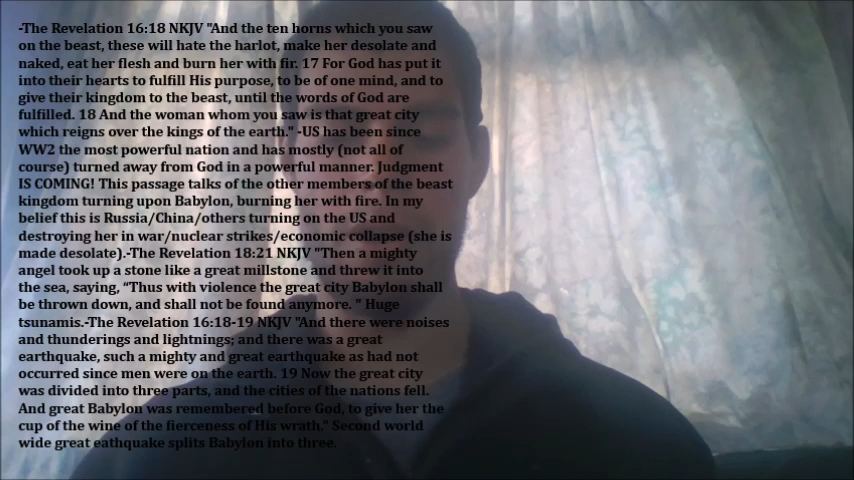 -The Revelation 16:18 NKJV "And the ten horns which you saw
on the beast, these will hate the harlot, make her desolate and
naked, eat her flesh and burn her with fir. 17 For God has put it
into their hearts to fulfill His purpose, to be of one mind, and to
give their kingdom to the beast, until the words of God are
fulfilled. 18 And the woman whom you saw is that great city
which reigns over the kings of the earth." -US has been since
WW2 the most powerful nation and has mostly (not all of
course) turned away from God in a powerful manner. Judgment
IS COMING! This passage talks of the other members of the beast
kingdom turning upon Babylon, burning her with fire. In my
belief this is Russia/China/others turning on the US and
destroying her in war/nuclear strikes/economic collapse (she is
made desolate).-The Revelation 18:21 NKJV "Then a mighty
angel took up a stone like a great millstone and threw it into
the sea, saying, “Thus with violence the great city Babylon shall
be thrown down, and shall not be found anymore. " Huge
tsunamis.-The Revelation 16:18-19 NKJV "And there were noises
and thunderings and lightnings; and there was a great
earthquake, such a mighty and great earthquake as had not
occurred since men were on the earth. 19 Now the great city
was divided into three parts, and the cities of the nations fell.
And great Babylon was remembered before God, to give her the
cup of the wine of the fierceness of His wrath." Second world
wide great eathquake splits Babylon into three.